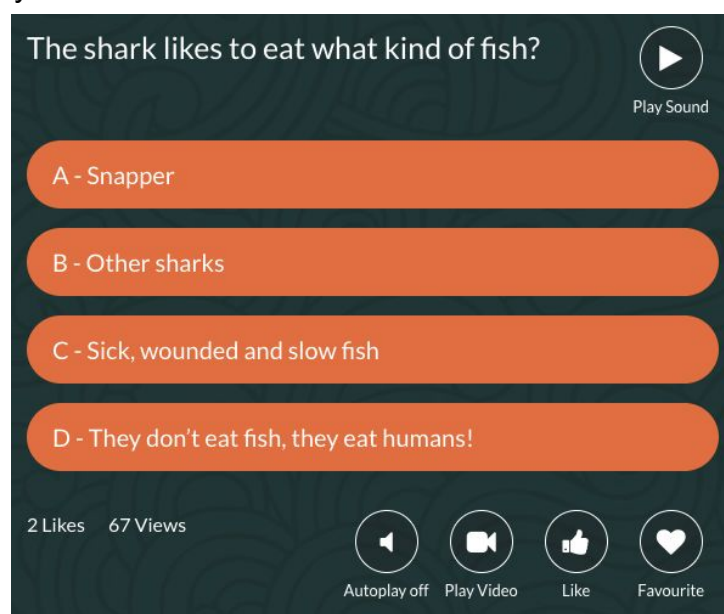 The shark likes to eat what kind of fish?
Play Sound
A - Snapper
B - Other sharks
C - Sick, wounded and slow fish
D - They don't eat fish, they eat humans!
2 Likes 67 Views
Autoplay off Play Video Like Favourite